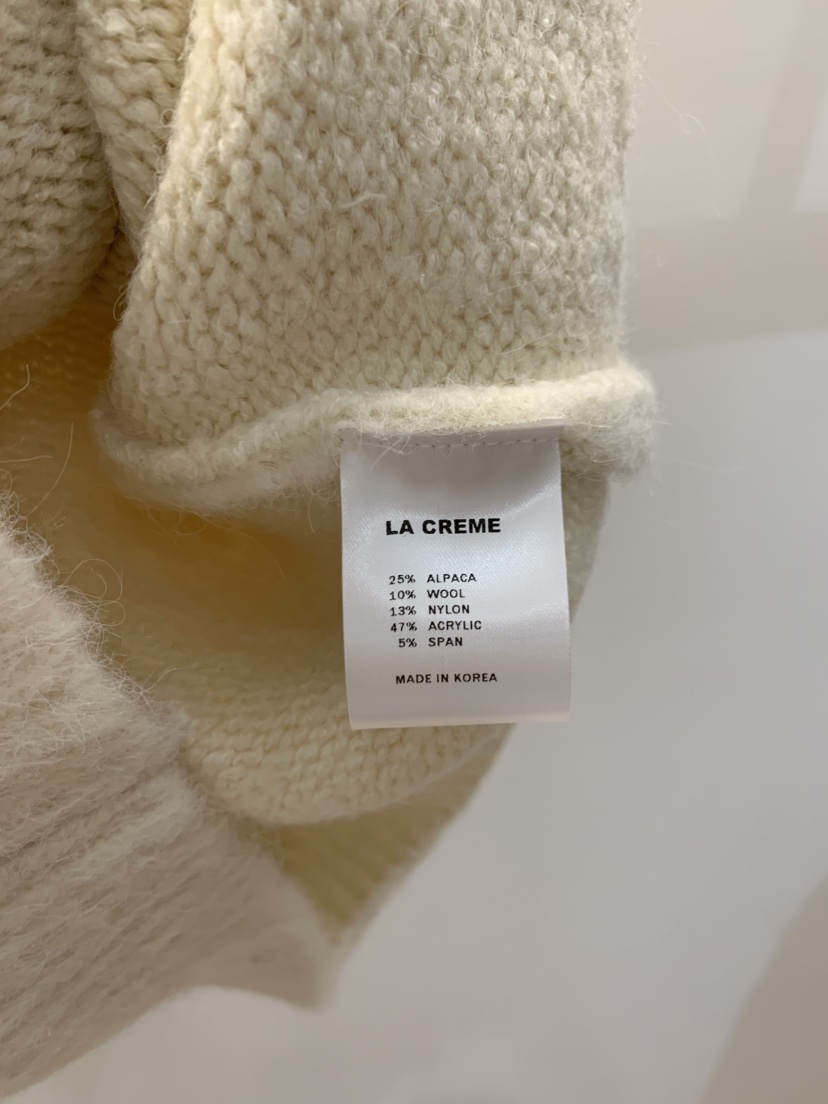 LA CREME
25% ALPACA
10% WOOL
13% NYLON
47% ACRYLIC
5% SPAN
MADE IN KOREA